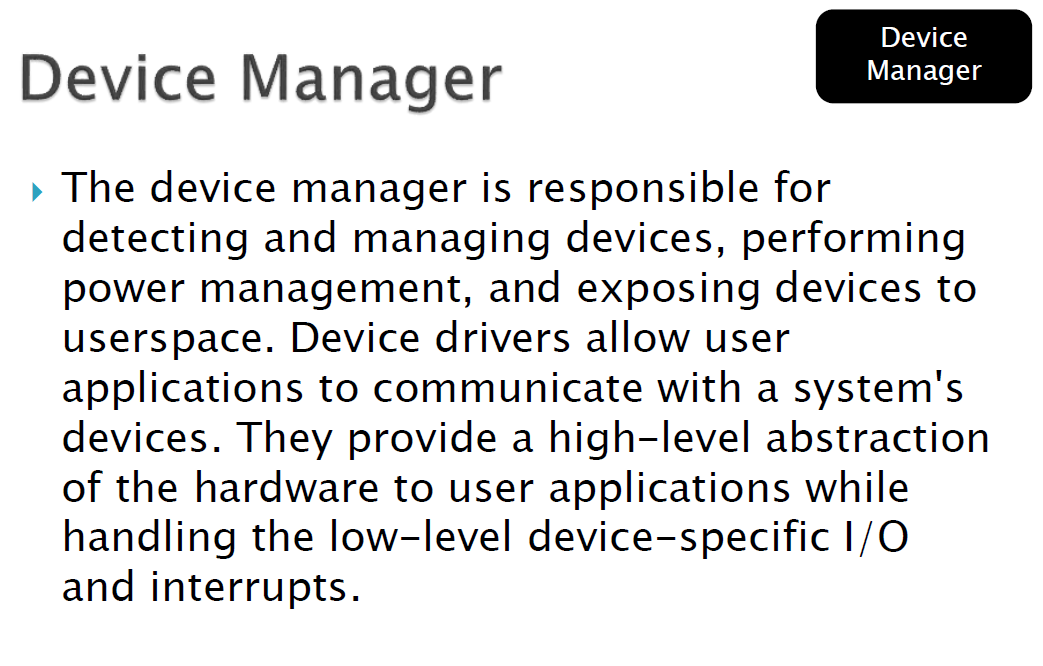 Device Manager
Device
Manager
The device manager is responsible for
detecting and managing devices, performing
power management, and exposing devices to
userspace. Device drivers allow user
applications to communicate with a system's
devices. They provide a high-level abstraction
of the hardware to user applications while
handling the low-level device-specific I/O
and interrupts.